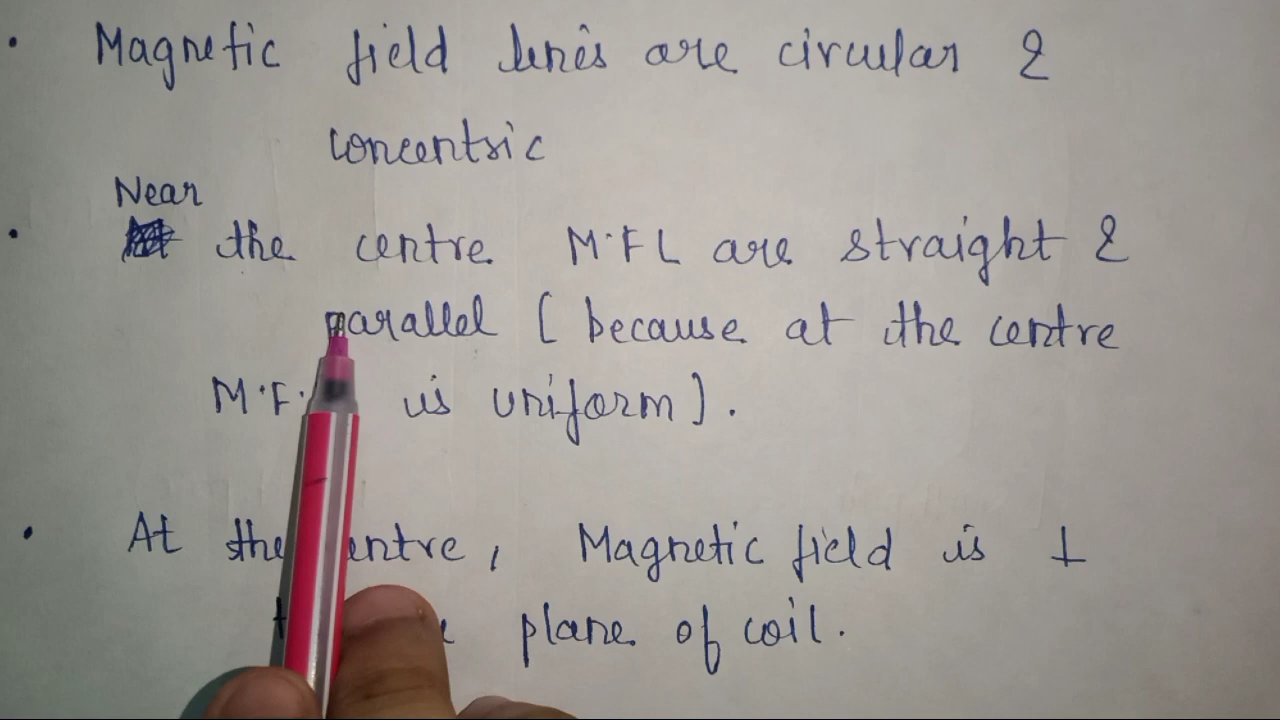 • Magnetic field lines are circular &
concentric
Near
• the centre M.F.L are straight &
parallel [ because at the centre
M.F. is uniform ] .
• At the centre, Magnetic field is ⊥
plane of coil.